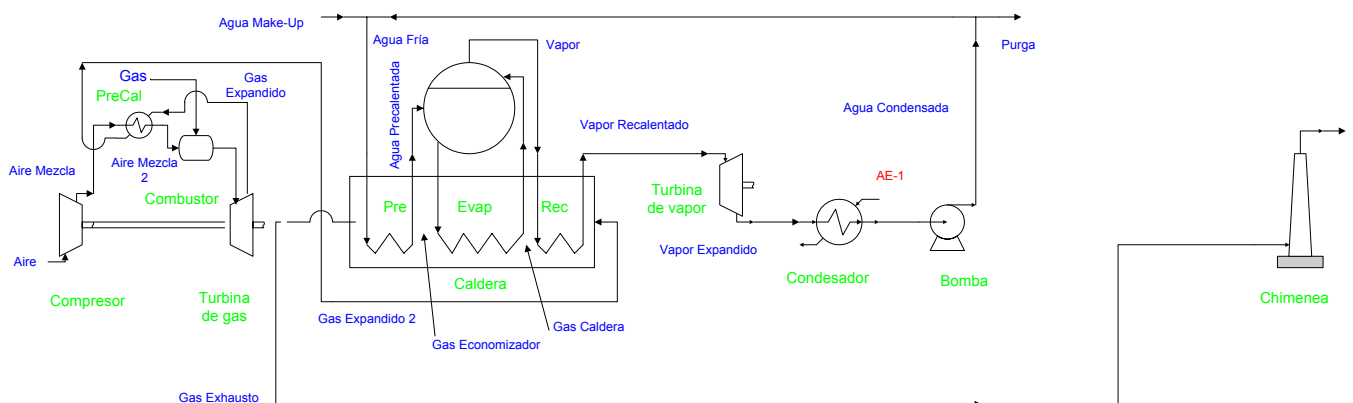 Agua Make-Up
Agua Fría
Vapor
Purga
Gas
Gas
Expandido
PreCal
Agua Precalentada
Agua Condensada
Vapor Recalentado
Aire Mezcla
Aire Mezcla
2
Combustor
AE-1
Turbina
de vapor
Pre
Evap
Rec
Vapor Expandido
Aire
Condesador
Bomba
Caldera
Compresor
Turbina
de gas
Chimenea
Gas Expandido 2
Gas Caldera
Gas Economizador
Gas Exhausto